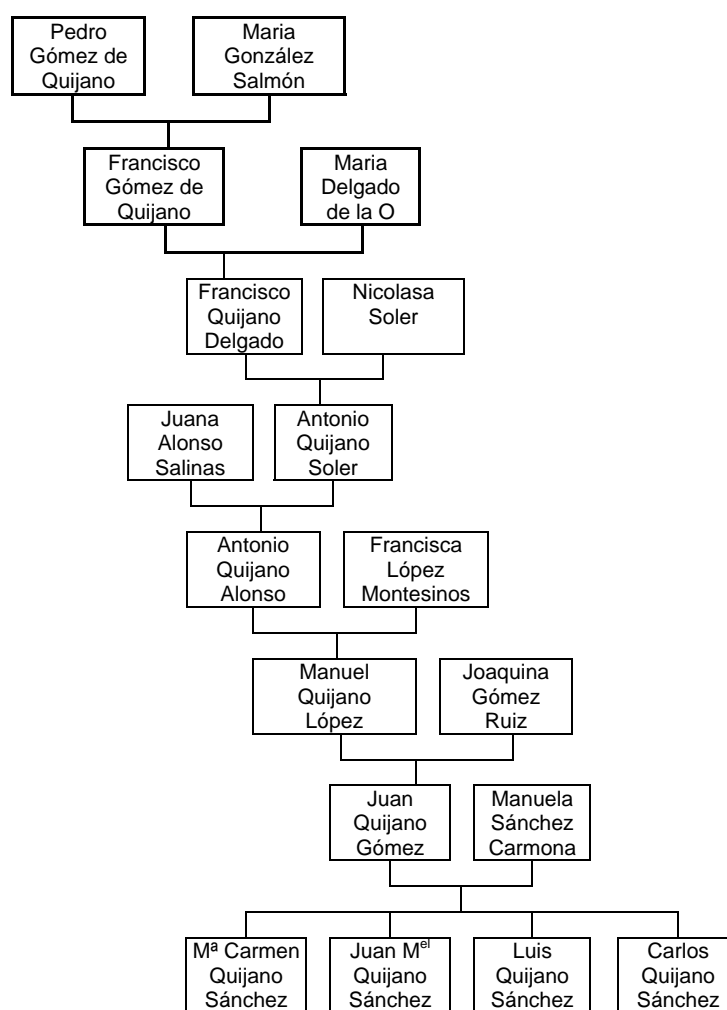 Pedro
Gómez de
Quijano
Maria
González
Salmón
Francisco
Gómez de
Quijano
Maria
Delgado
de la O
Francisco
Quijano
Delgado
Nicolasa
Soler
Juana
Alonso
Salinas
Antonio
Quijano
Soler
Antonio
Quijano
Alonso
Francisca
López
Montesinos
Manuel
Quijano
López
Joaquina
Gómez
Ruiz
Juan
Quijano
Gómez
Manuela
Sánchez
Carmona
Mª Carmen
Quijano
Sánchez
Juan Mel
Quijano
Sánchez
Luis
Quijano
Sánchez
Carlos
Quijano
Sánchez